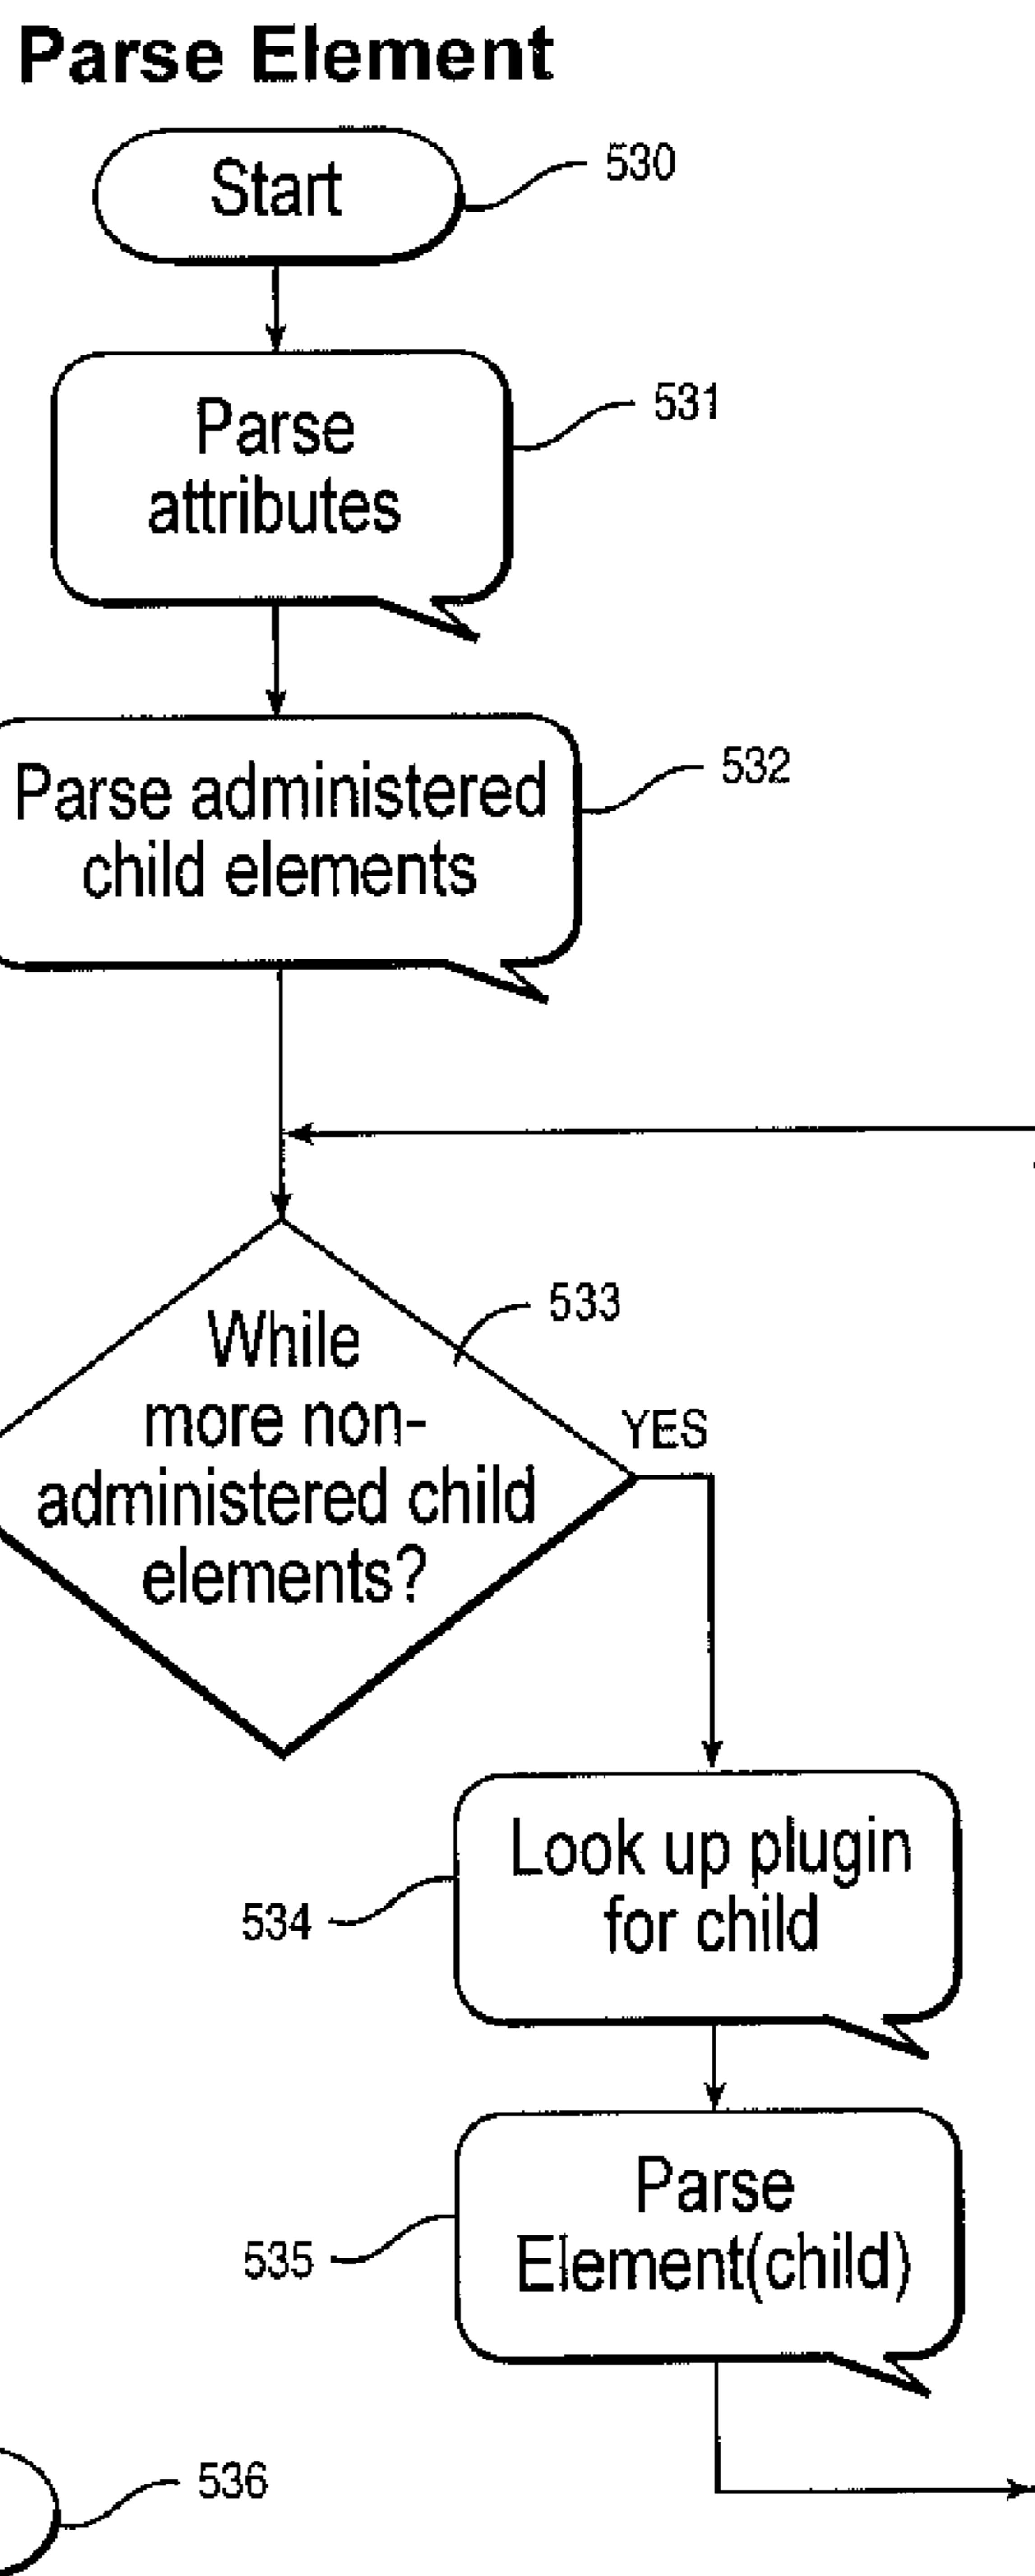 Parse Element
Start
530
Parse
attributes
531
Parse administered
child elements
532
While
more non-
administered child
elements?
533
YES
Look up plugin
for child
534
Parse
Element(child)
535
536